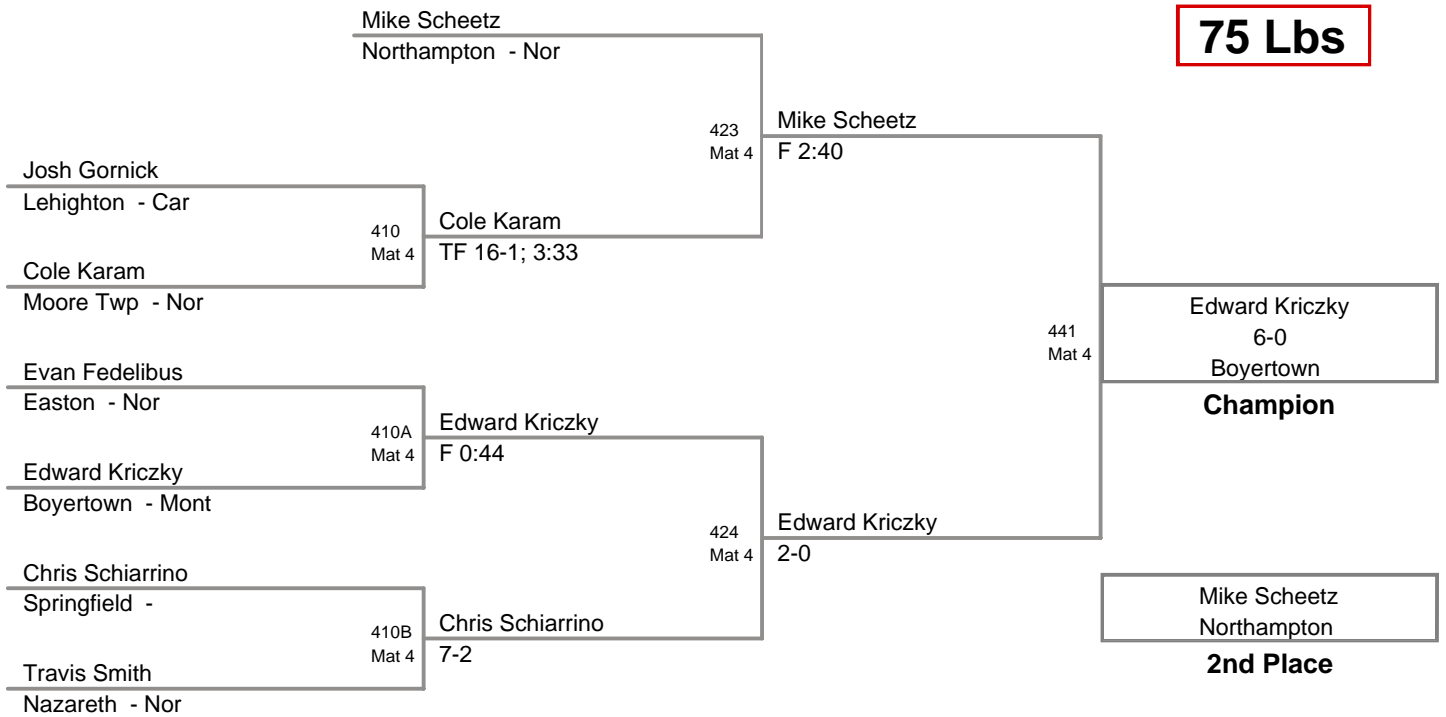 Mike Scheetz
Northampton - Nor
75 Lbs
423
Mat 4
Mike Scheetz
F 2:40
Josh Gornick
Lehighton - Car
410
Mat 4
Cole Karam
TF 16-1; 3:33
Cole Karam
Moore Twp - Nor
441
Mat 4
Edward Kriczky
6-0
Boyertown
Champion
Evan Fedelibus
Easton - Nor
410A
Mat 4
Edward Kriczky
F 0:44
Edward Kriczky
Boyertown - Mont
424
Mat 4
Edward Kriczky
2-0
Chris Schiarrino
Springfield -
410B
Mat 4
Chris Schiarrino
7-2
Travis Smith
Nazareth - Nor
Mike Scheetz
Northampton
2nd Place